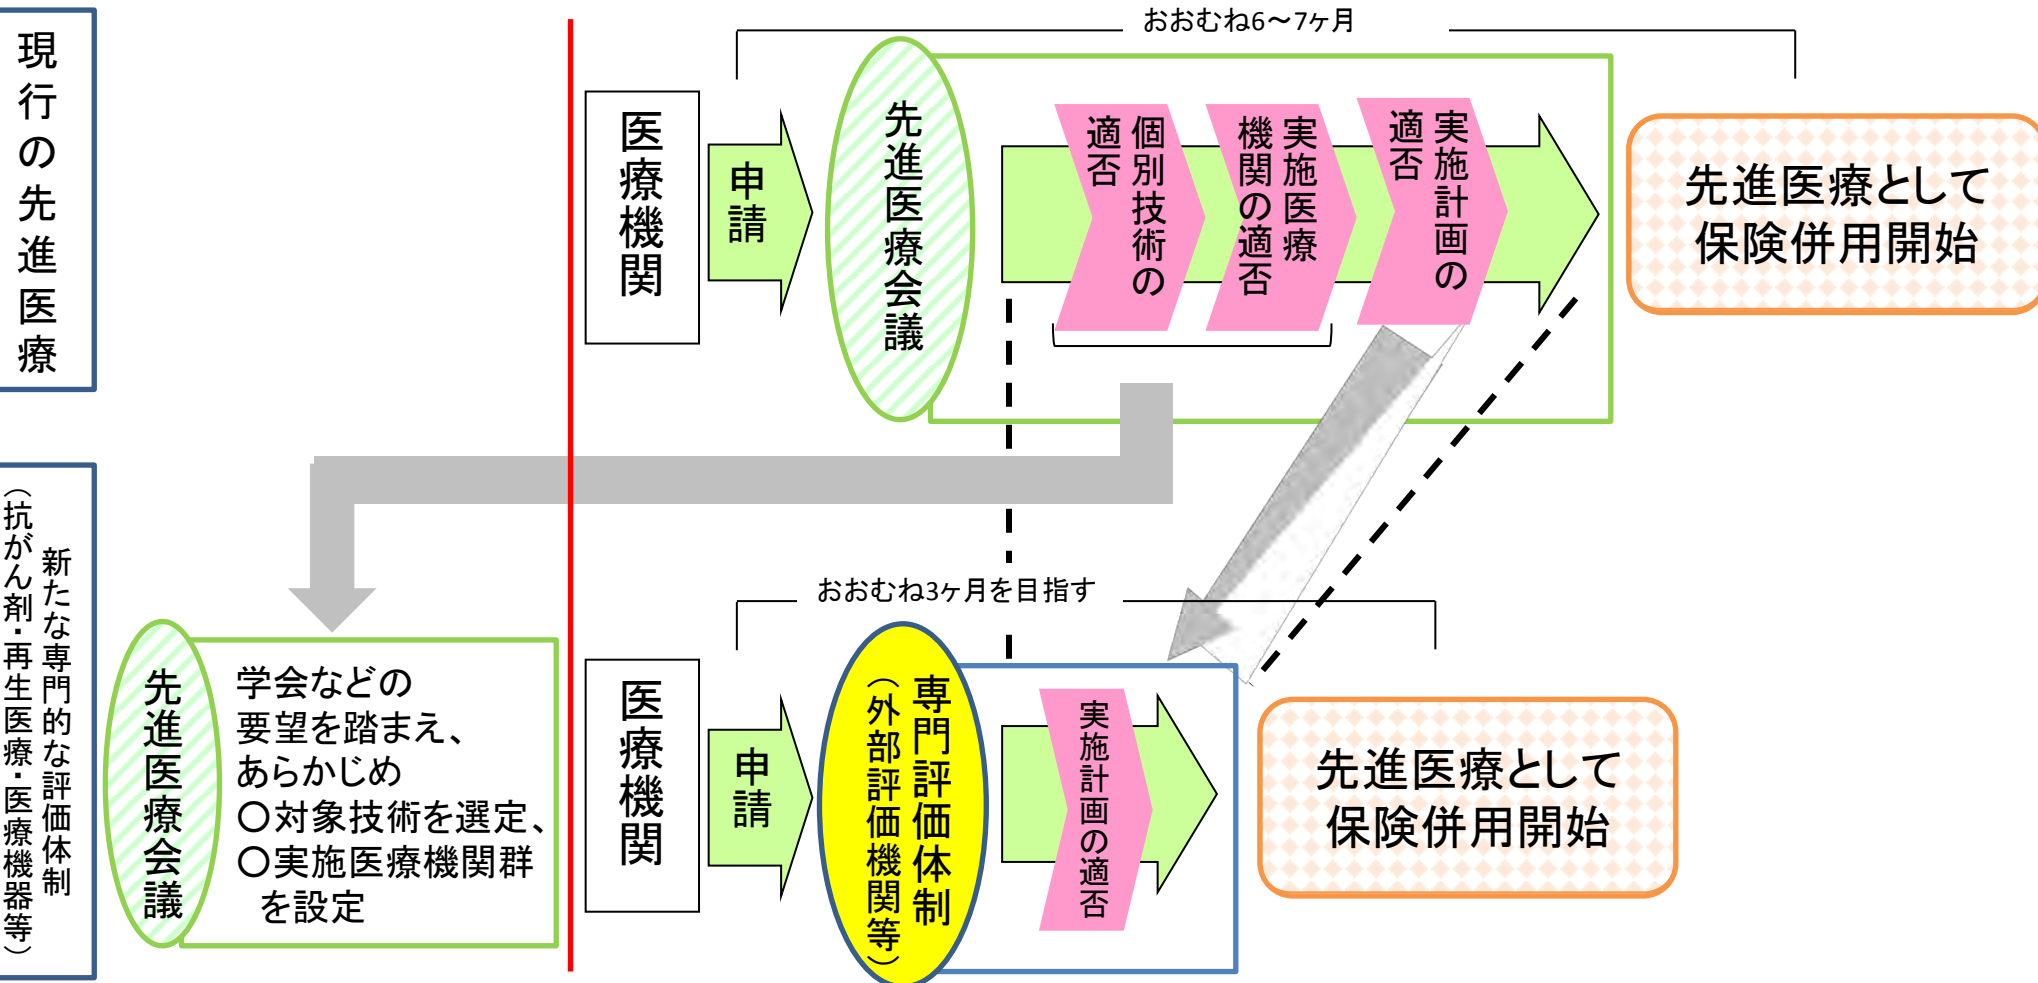 現行の先進医療
おおむね6～7ヶ月
医療機関
申請
先進医療会議
個別技術の
適否
実施医療
機関の適否
実施計画の
適否
先進医療として
保険併用開始
新たな専門的な評価体制
（抗がん剤・再生医療・医療機器等）
先進医療会議
学会などの
要望を踏まえ、
あらかじめ
○対象技術を選定、
○実施医療機関群
を設定
おおむね3ヶ月を目指す
医療機関
申請
専門評価体制
（外部評価機関等）
実施計画の適否
先進医療として
保険併用開始